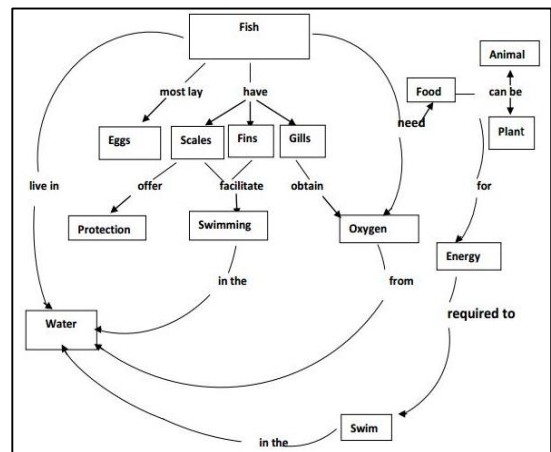 Fish
Animal
most lay
have
Food
can be
need
Eggs
Scales
Fins
Gills
Plant
live in
offer
facilitate
obtain
for
Protection
Swimming
Oxygen
Energy
in the
from
Water
required to
Swim
in the